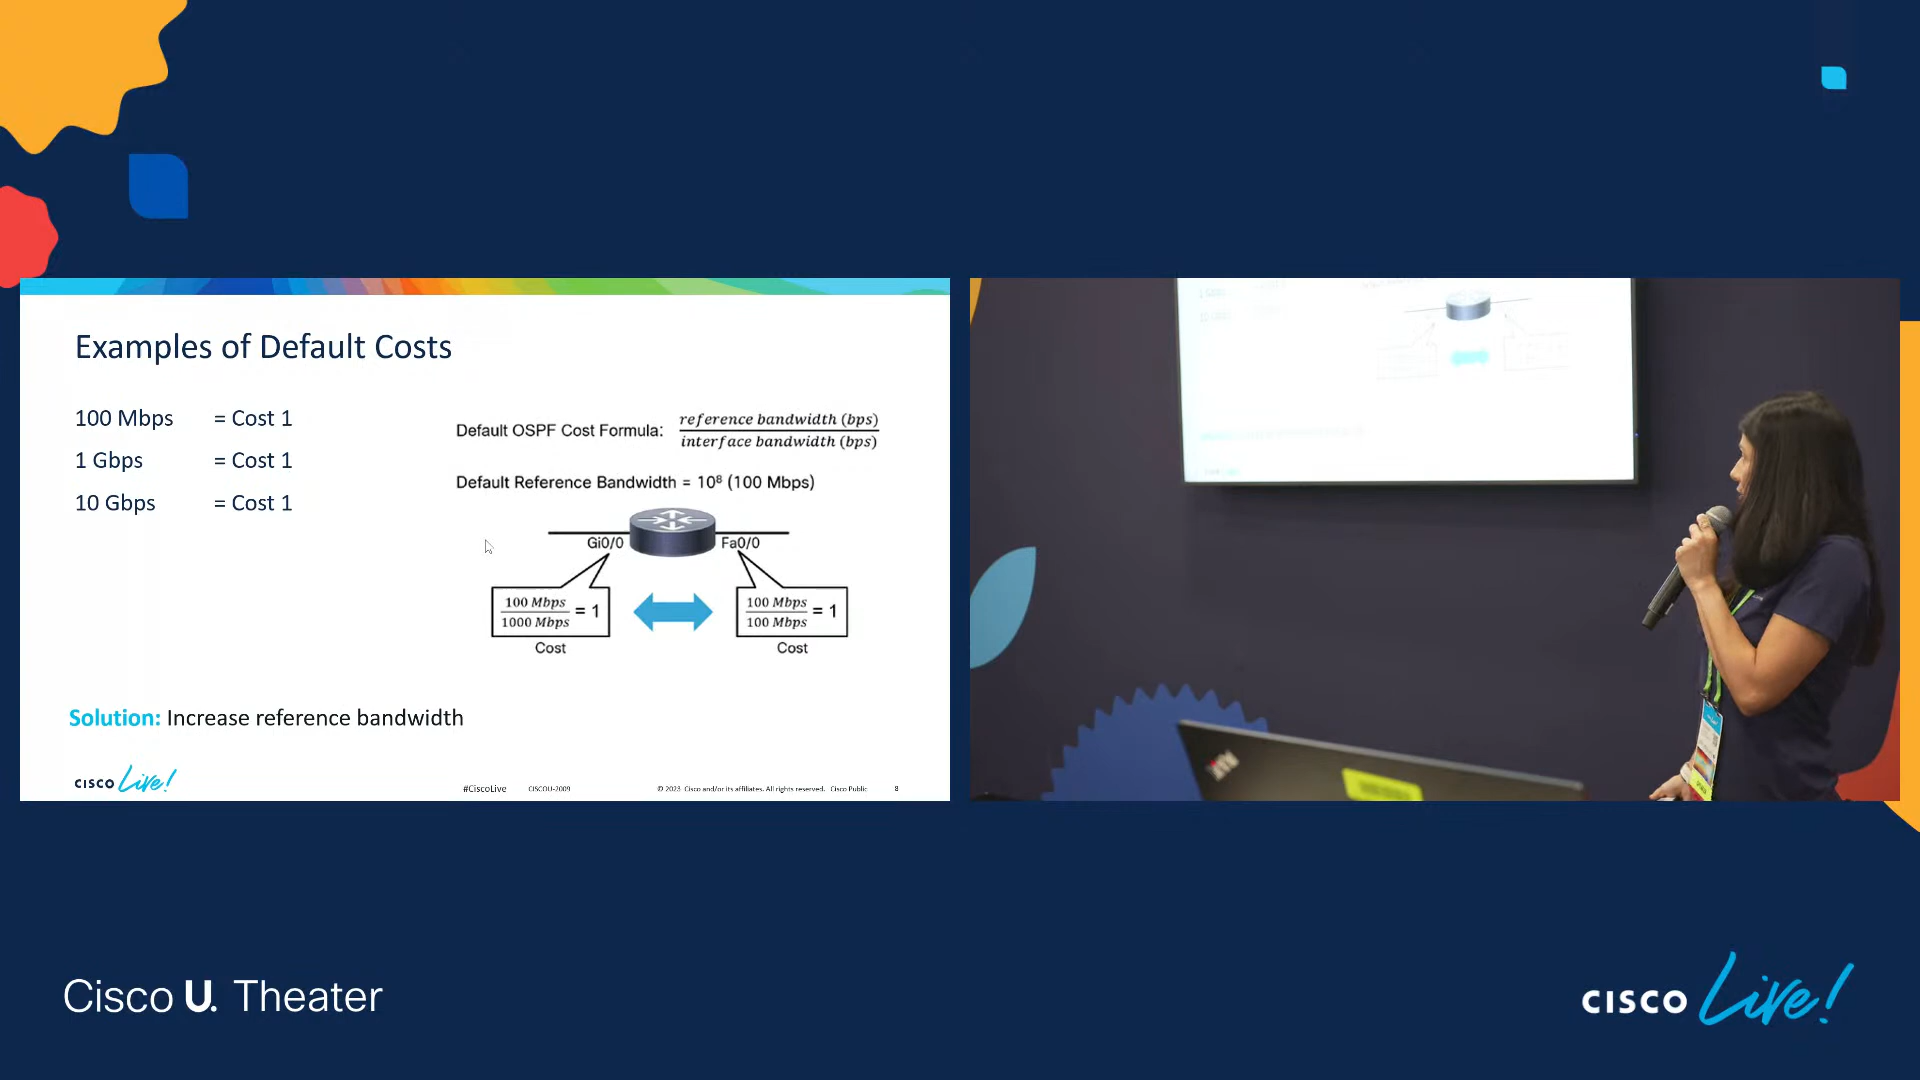 Examples of Default Costs
100 Mbps = Cost 1
1 Gbps = Cost 1
10 Gbps = Cost 1
Default OSPF Cost Formula: reference bandwidth (bps)
interface bandwidth (bps)
Default Reference Bandwidth = 10⁸ (100 Mbps)
Gi0/0 Fa0/0
100 Mbps
1000 Mbps = 1
Cost
100 Mbps
100 Mbps = 1
Cost
Solution: Increase reference bandwidth
CISCO Live!
#CiscoLive CISCOU-2009 © 2023 Cisco and/or its affiliates. All rights reserved. Cisco Public 8
Cisco U. Theater
CISCO Live!